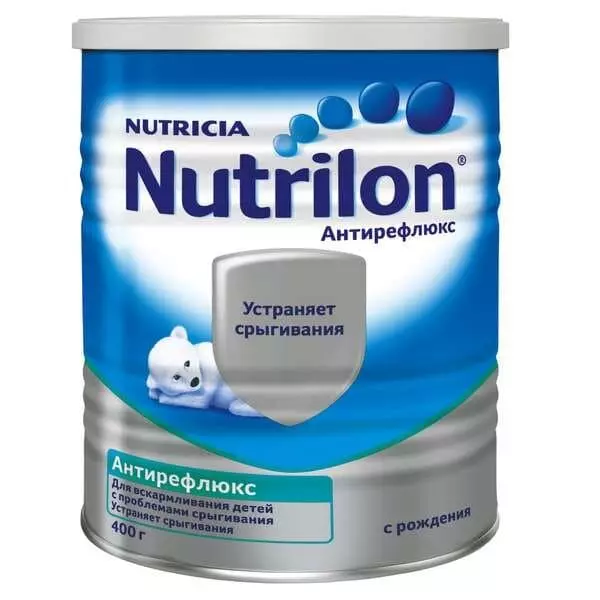 NUTRICIA
Nutrilon®
Антирефлюкс
Устраняет
срыгивания
Антирефлюкс
Для вскармливания детей
с проблемами срыгивания
Устраняет срыгивания
400 г
с рождения